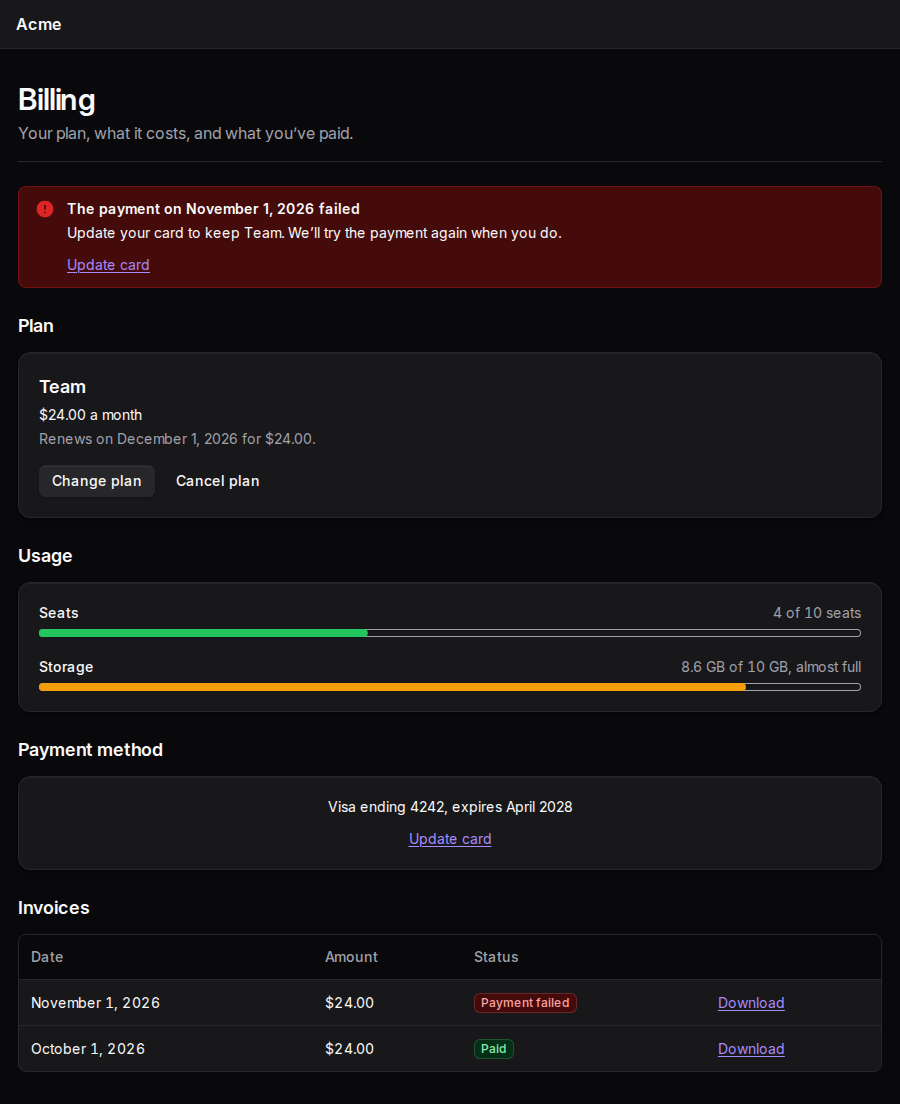 Acme
Billing
Your plan, what it costs, and what you’ve paid.
The payment on November 1, 2026 failed
Update your card to keep Team. We’ll try the payment again when you do.
Update card
Plan
Team
$24.00 a month
Renews on December 1, 2026 for $24.00.
Change plan Cancel plan
Usage
Seats 4 of 10 seats
Storage 8.6 GB of 10 GB, almost full
Payment method
Visa ending 4242, expires April 2028
Update card
Invoices
Date Amount Status
November 1, 2026 $24.00 Payment failed Download
October 1, 2026 $24.00 Paid Download